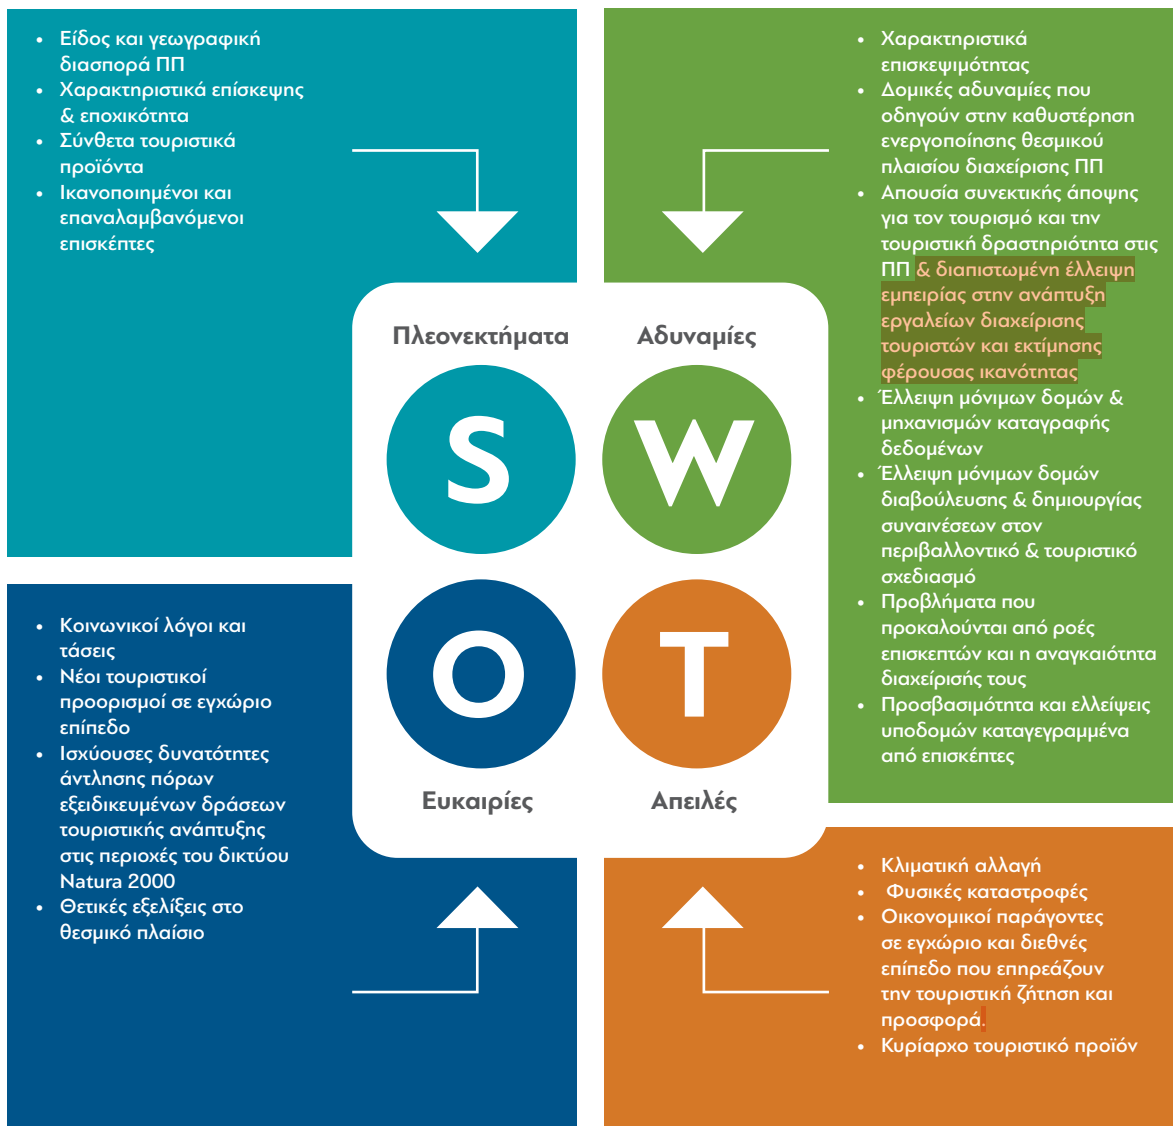 • Είδος και γεωγραφική
διασπορά ΠΠ
• Χαρακτηριστικά επίσκεψης
& εποχικότητα
• Σύνθετα τουριστικά
προϊόντα
• Ικανοποιημένοι και
επαναλαμβανόμενοι
επισκέπτες
• Χαρακτηριστικά
επισκεψιμότητας
• Δομικές αδυναμίες που
οδηγούν στην καθυστέρηση
ενεργοποίησης θεσμικού
πλαισίου διαχείρισης ΠΠ
• Απουσία συνεκτικής άποψης
για τον τουρισμό και την
τουριστική δραστηριότητα στις
ΠΠ & διαπιστωμένη έλλειψη
εμπειρίας στην ανάπτυξη
εργαλείων διαχείρισης
τουριστών και εκτίμησης
φέρουσας ικανότητας
• Έλλειψη μόνιμων δομών &
μηχανισμών καταγραφής
δεδομένων
• Έλλειψη μόνιμων δομών
διαβούλευσης & δημιουργίας
συναινέσεων στον
περιβαλλοντικό & τουριστικό
σχεδιασμό
• Προβλήματα που
προκαλούνται από ροές
επισκεπτών και η αναγκαιότητα
διαχείρισής τους
• Προσβασιμότητα και ελλείψεις
υποδομών καταγεγραμμένα
από επισκέπτες
Πλεονεκτήματα
Αδυναμίες
S
W
O
T
Ευκαιρίες
Απειλές
• Κοινωνικοί λόγοι και
τάσεις
• Νέοι τουριστικοί
προορισμοί σε εγχώριο
επίπεδο
• Ισχύουσες δυνατότητες
άντλησης πόρων
εξειδικευμένων δράσεων
τουριστικής ανάπτυξης
στις περιοχές του δικτύου
Natura 2000
• Θετικές εξελίξεις στο
θεσμικό πλαίσιο
• Κλιματική αλλαγή
• Φυσικές καταστροφές
• Οικονομικοί παράγοντες
σε εγχώριο και διεθνές
επίπεδο που επηρεάζουν
την τουριστική ζήτηση και
προσφορά.
• Κυρίαρχο τουριστικό προϊόν